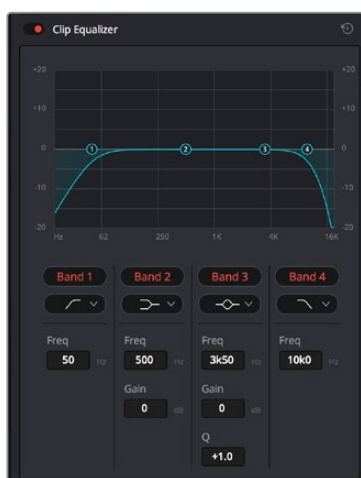 Clip Equalizer
+20 +20
+10 +10
0 1 2 3 4 0
-10 -10
-20 -20
Hz 62 250 1K 4K 16K
Band 1 Band 2 Band 3 Band 4
Freq Freq Freq Freq
50 Hz 500 Hz 3k50 Hz 10k0 Hz
Gain Gain
0 dB 0 dB
Q
+1.0